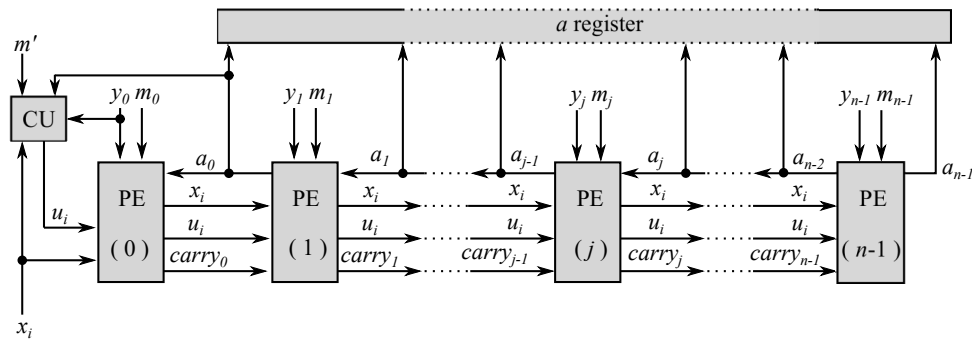 a register
m'
y0 m0 y1 m1 yj mj yn-1 mn-1
CU
a0 a1 aj-1 aj an-2 an-1
PE PE PE PE
xi xi xi xi xi xi
ui ui ui ui ui ui ui
( 0 ) ( 1 ) ( j ) ( n-1 )
carry0 carry1 carryj-1 carryj carryn-1
xi